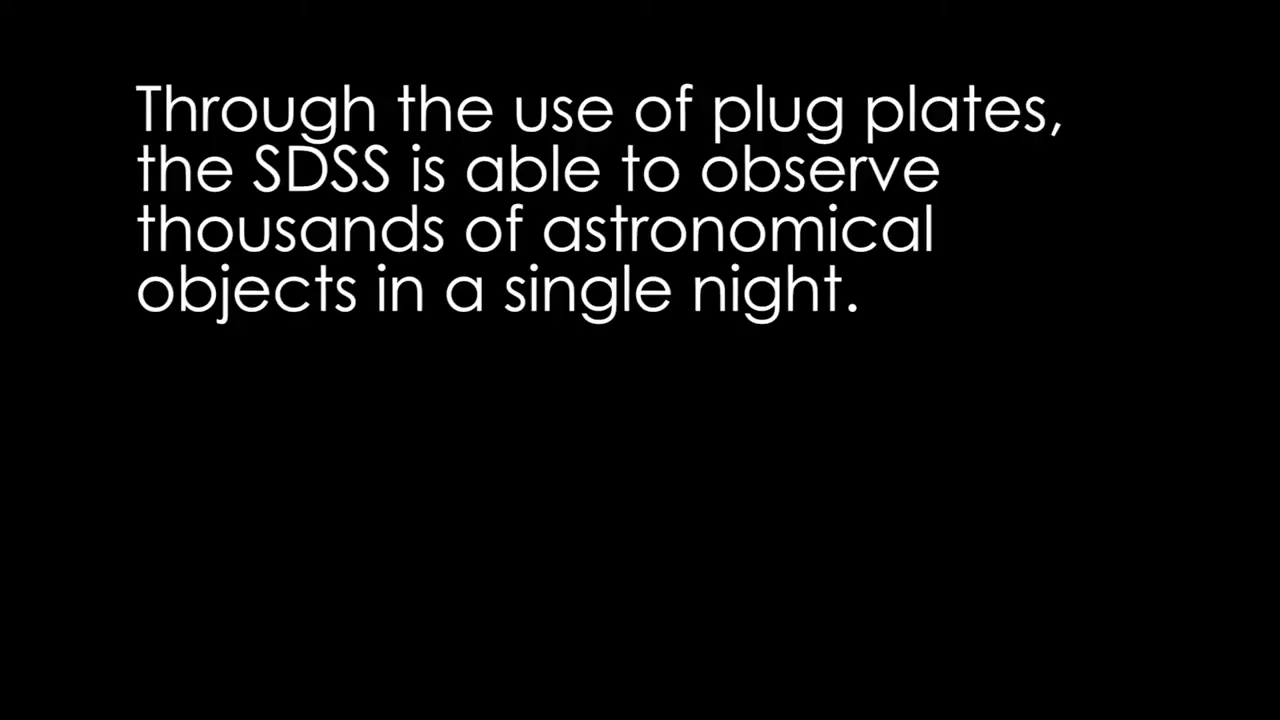 Through the use of plug plates,
the SDSS is able to observe
thousands of astronomical
objects in a single night.